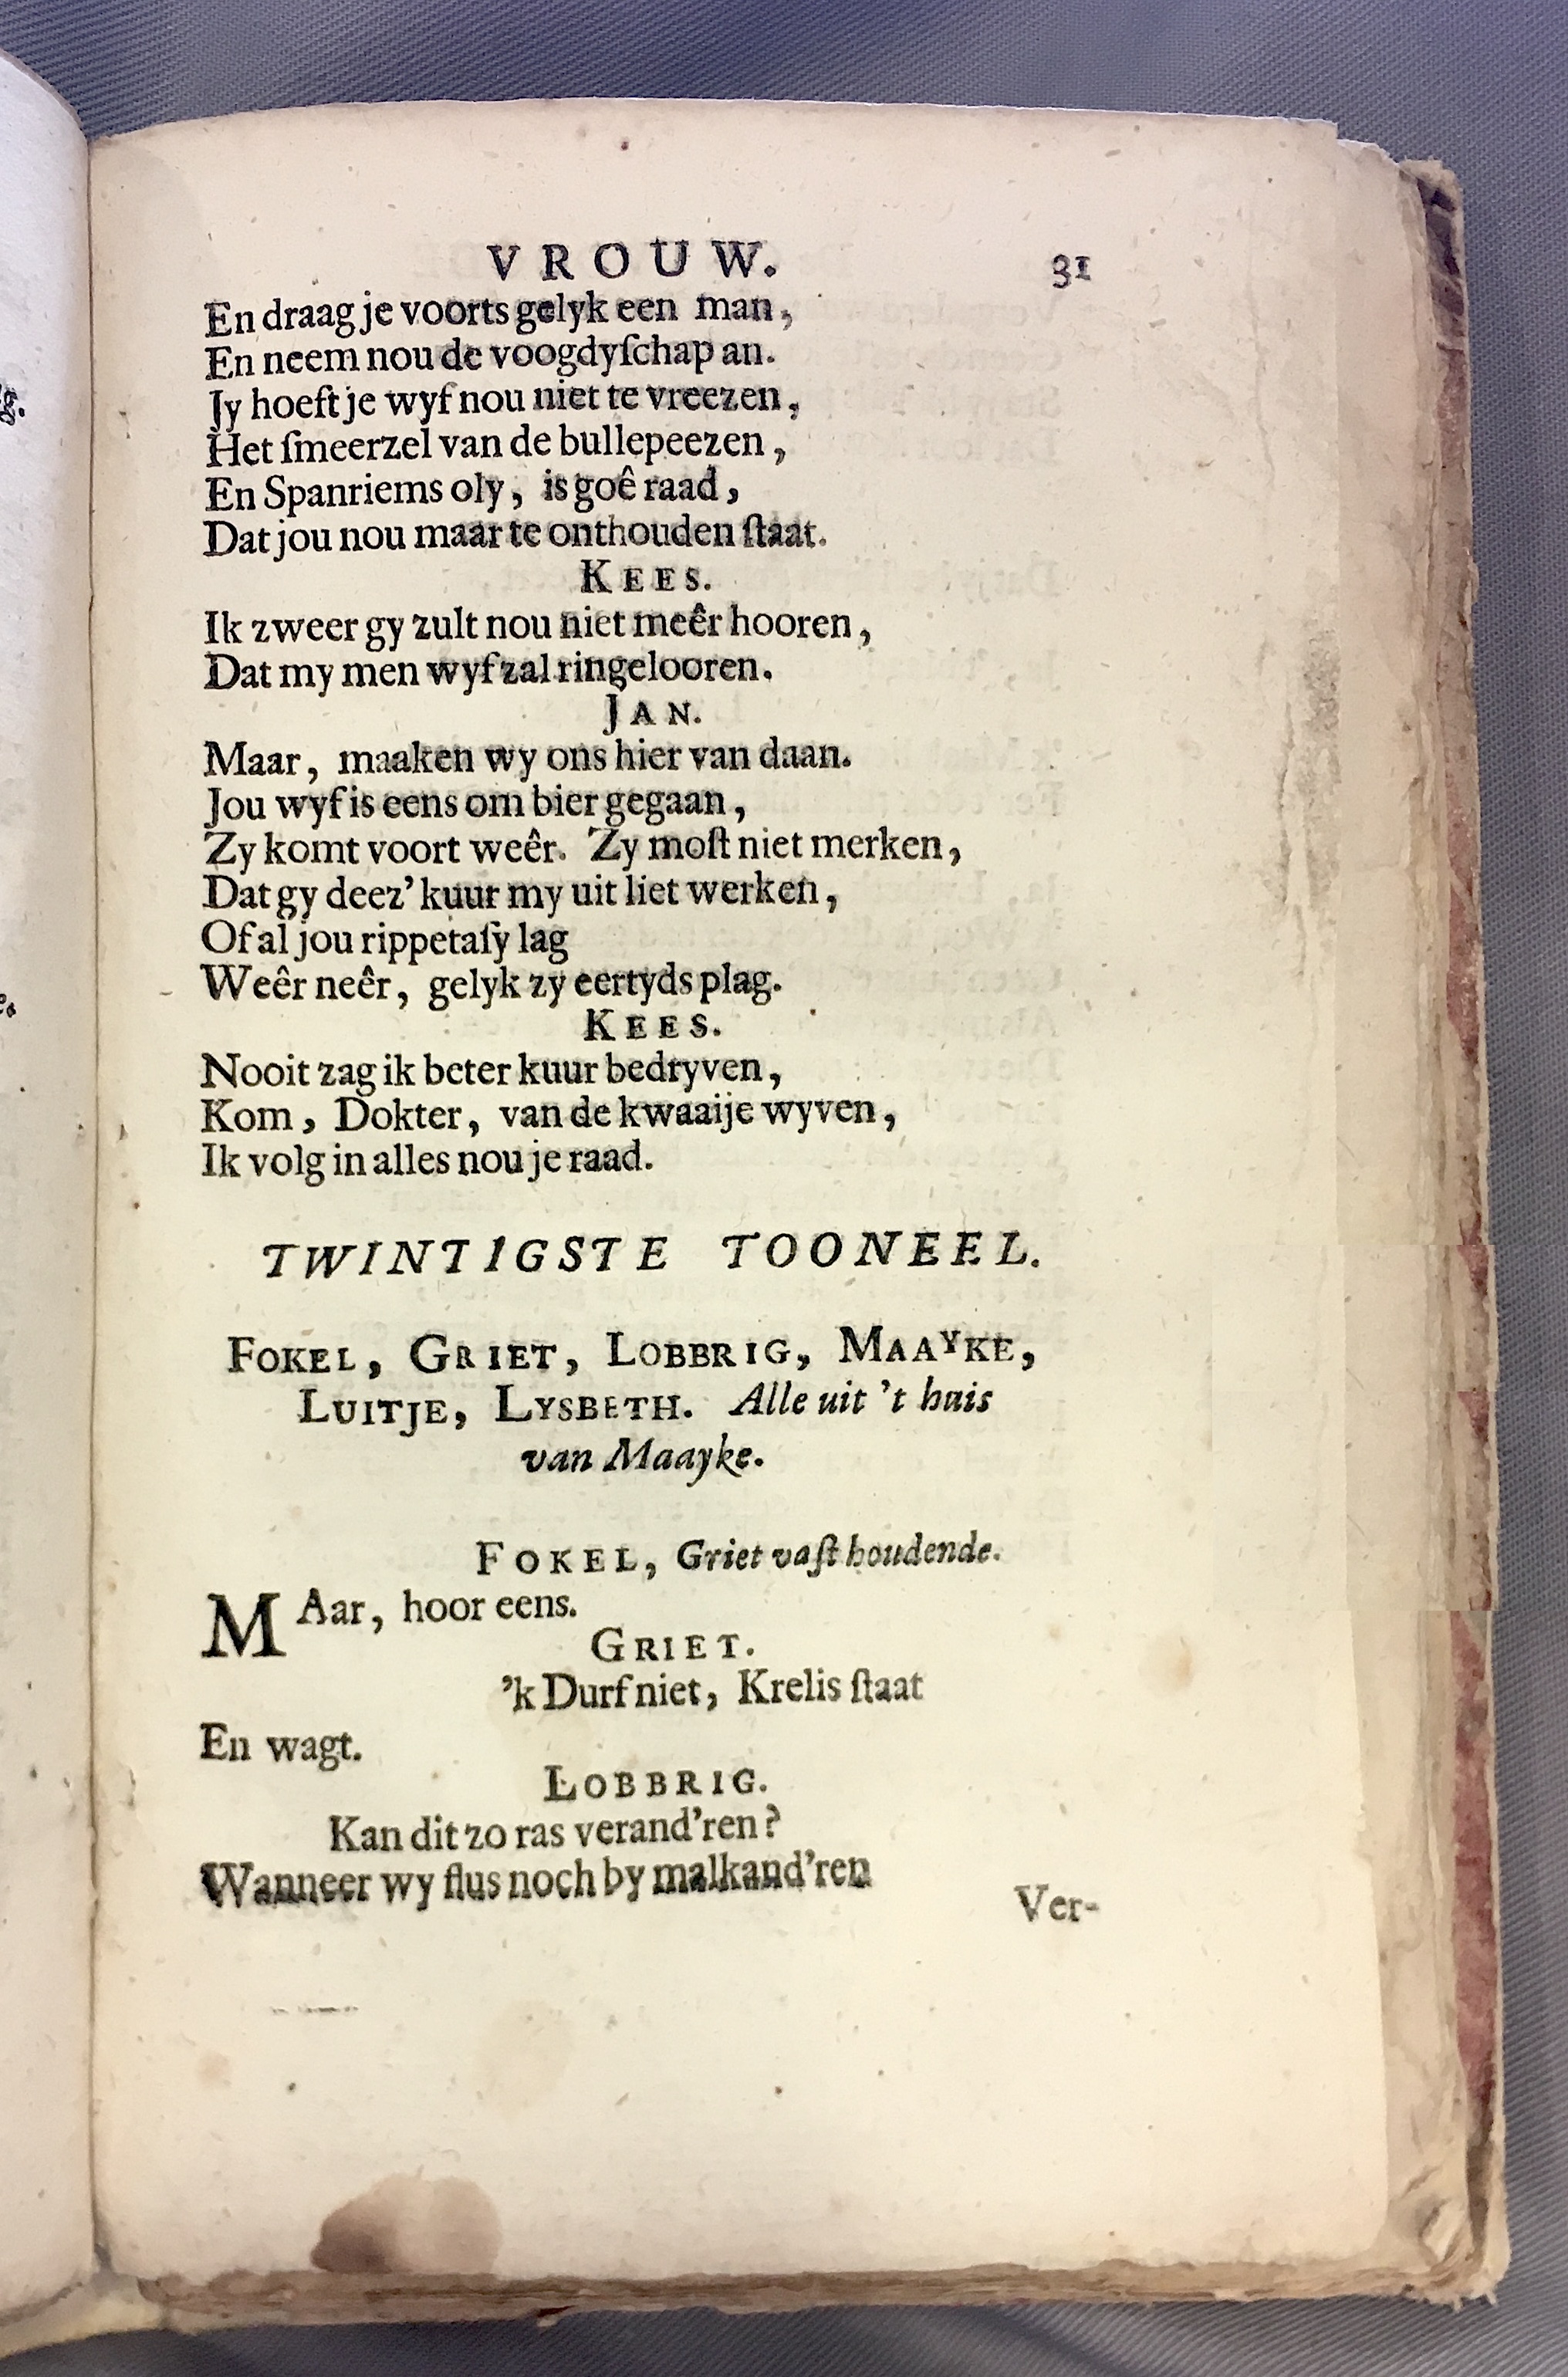 VROUW. 31
En draag je voorts gelyk een man,
En neem nou de voogdyſchap an.
Jy hoeft je wyf nou niet te vreezen,
Het ſmeerzel van de bullepeezen,
En Spanriems oly, is goê raad,
Dat jou nou maar te onthouden ſtaat.
KEES.
Ik zweer gy zult nou niet meêr hooren,
Dat my men wyf zal ringelooren.
JAN.
Maar, maaken wy ons hier van daan.
Jou wyf is eens om bier gegaan,
Zy komt voort weêr. Zy moſt niet merken,
Dat gy deez' kuur my uit liet werken,
Of al jou rippetaſy lag
Weêr neêr, gelyk zy eertyds plag.
KEES.
Nooit zag ik beter kuur bedryven,
Kom, Dokter, van de kwaaije wyven,
Ik volg in alles nou je raad.
TWINTIGSTE TOONEEL.
FOKEL, GRIET, LOBBRIG, MAAYKE,
LUITJE, LYSBETH. Alle uit 't huis
van Maayke.
FOKEL, Griet vaſt houdende.
MAar, hoor eens.
GRIET.
'k Durf niet, Krelis ſtaat
En wagt.
LOBBRIG.
Kan dit zo ras verand'ren?
Wanneer wy flus noch by malkand'ren
Ver-